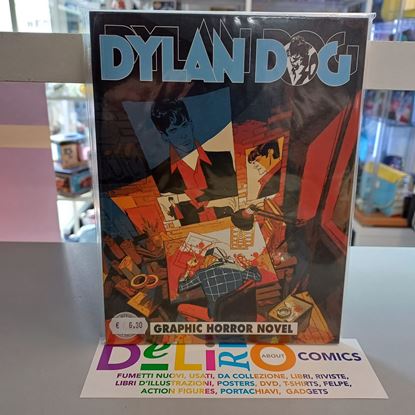 DYLAN DOG
€ 6.30
GRAPHIC HORROR NOVEL
DeLiRiO
ABOUT
COMICS
FUMETTI NUOVI, USATI, DA COLLEZIONE, LIBRI, RIVISTE,
LIBRI D'ILLUSTRAZIONI, POSTERS, DVD, T-SHIRTS, FELPE,
ACTION FIGURES, PORTACHIAVI, GADGETS